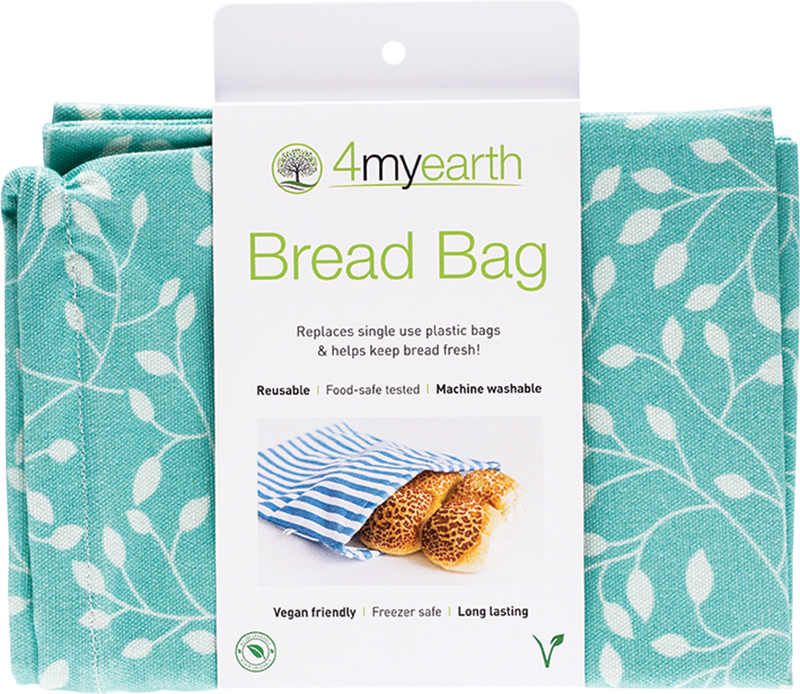 4myearth
Bread Bag
Replaces single use plastic bags
& helps keep bread fresh!
Reusable | Food-safe tested | Machine washable
Vegan friendly | Freezer safe | Long lasting